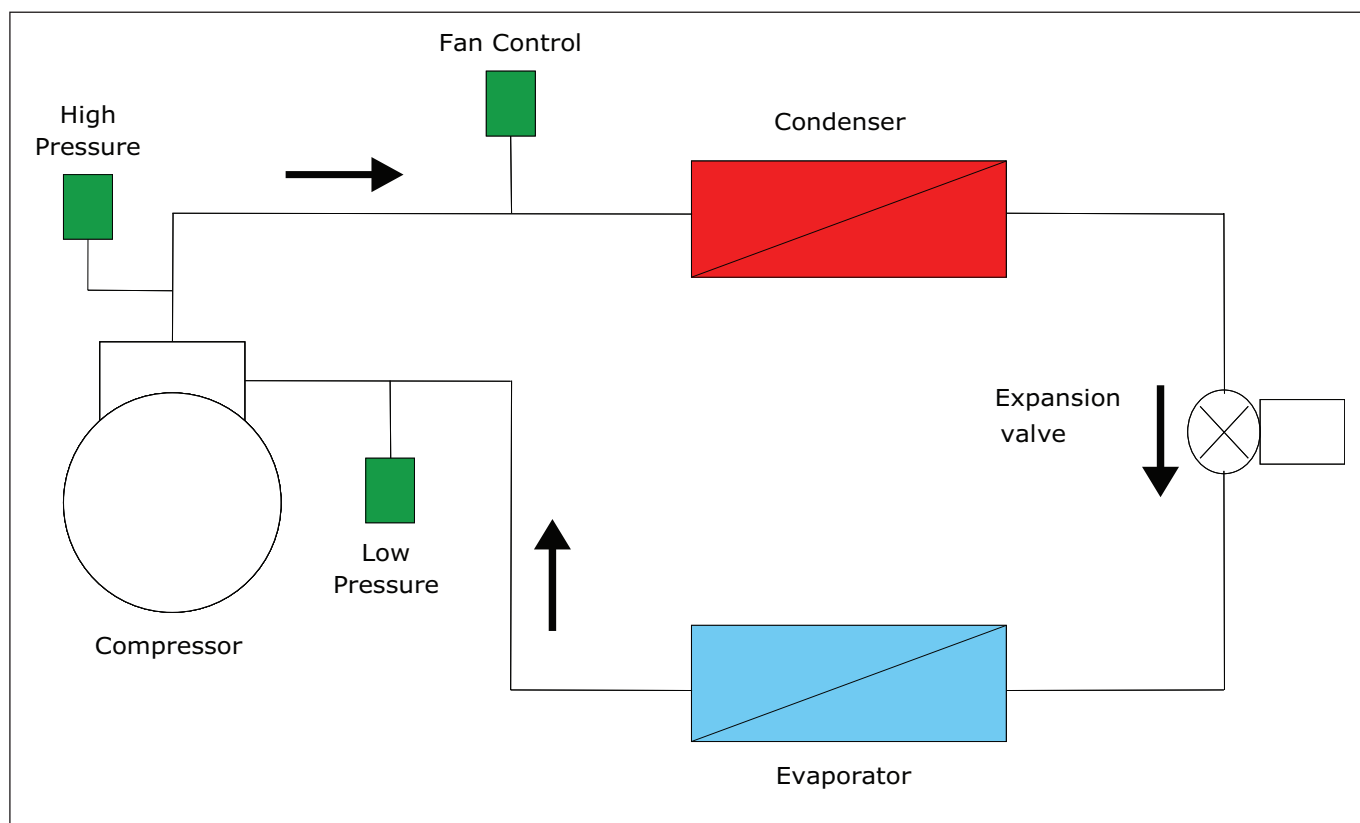 Fan Control
High
Pressure
Condenser
Expansion
valve
Low
Pressure
Compressor
Evaporator